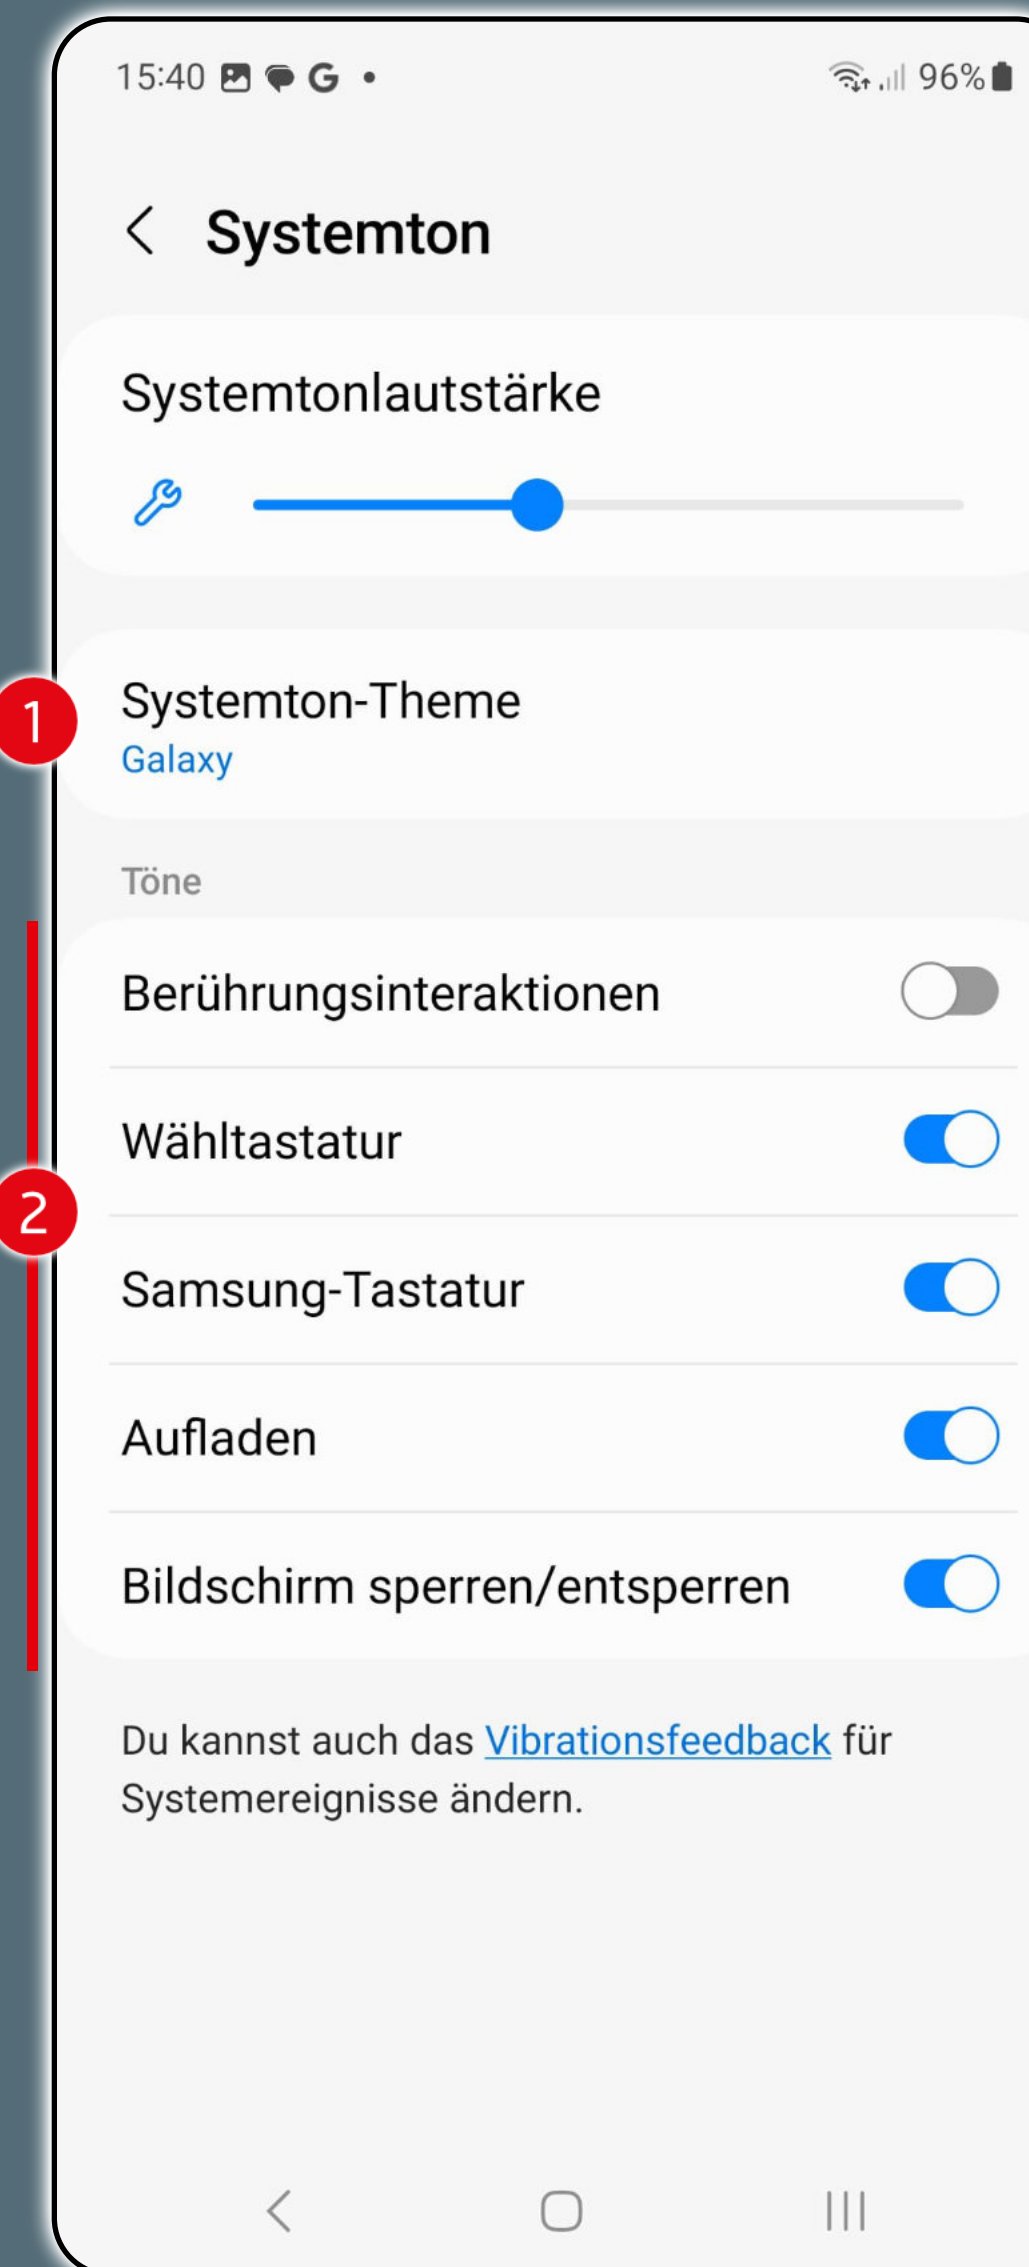 15:40 G
96%
Systemton
Systemtonlautstärke
1
Systemton-Theme
Galaxy
Töne
Berührungsinteraktionen
Wähltastatur
2
Samsung-Tastatur
Aufladen
Bildschirm sperren/entsperren
Du kannst auch das Vibrationsfeedback für
Systemereignisse ändern.